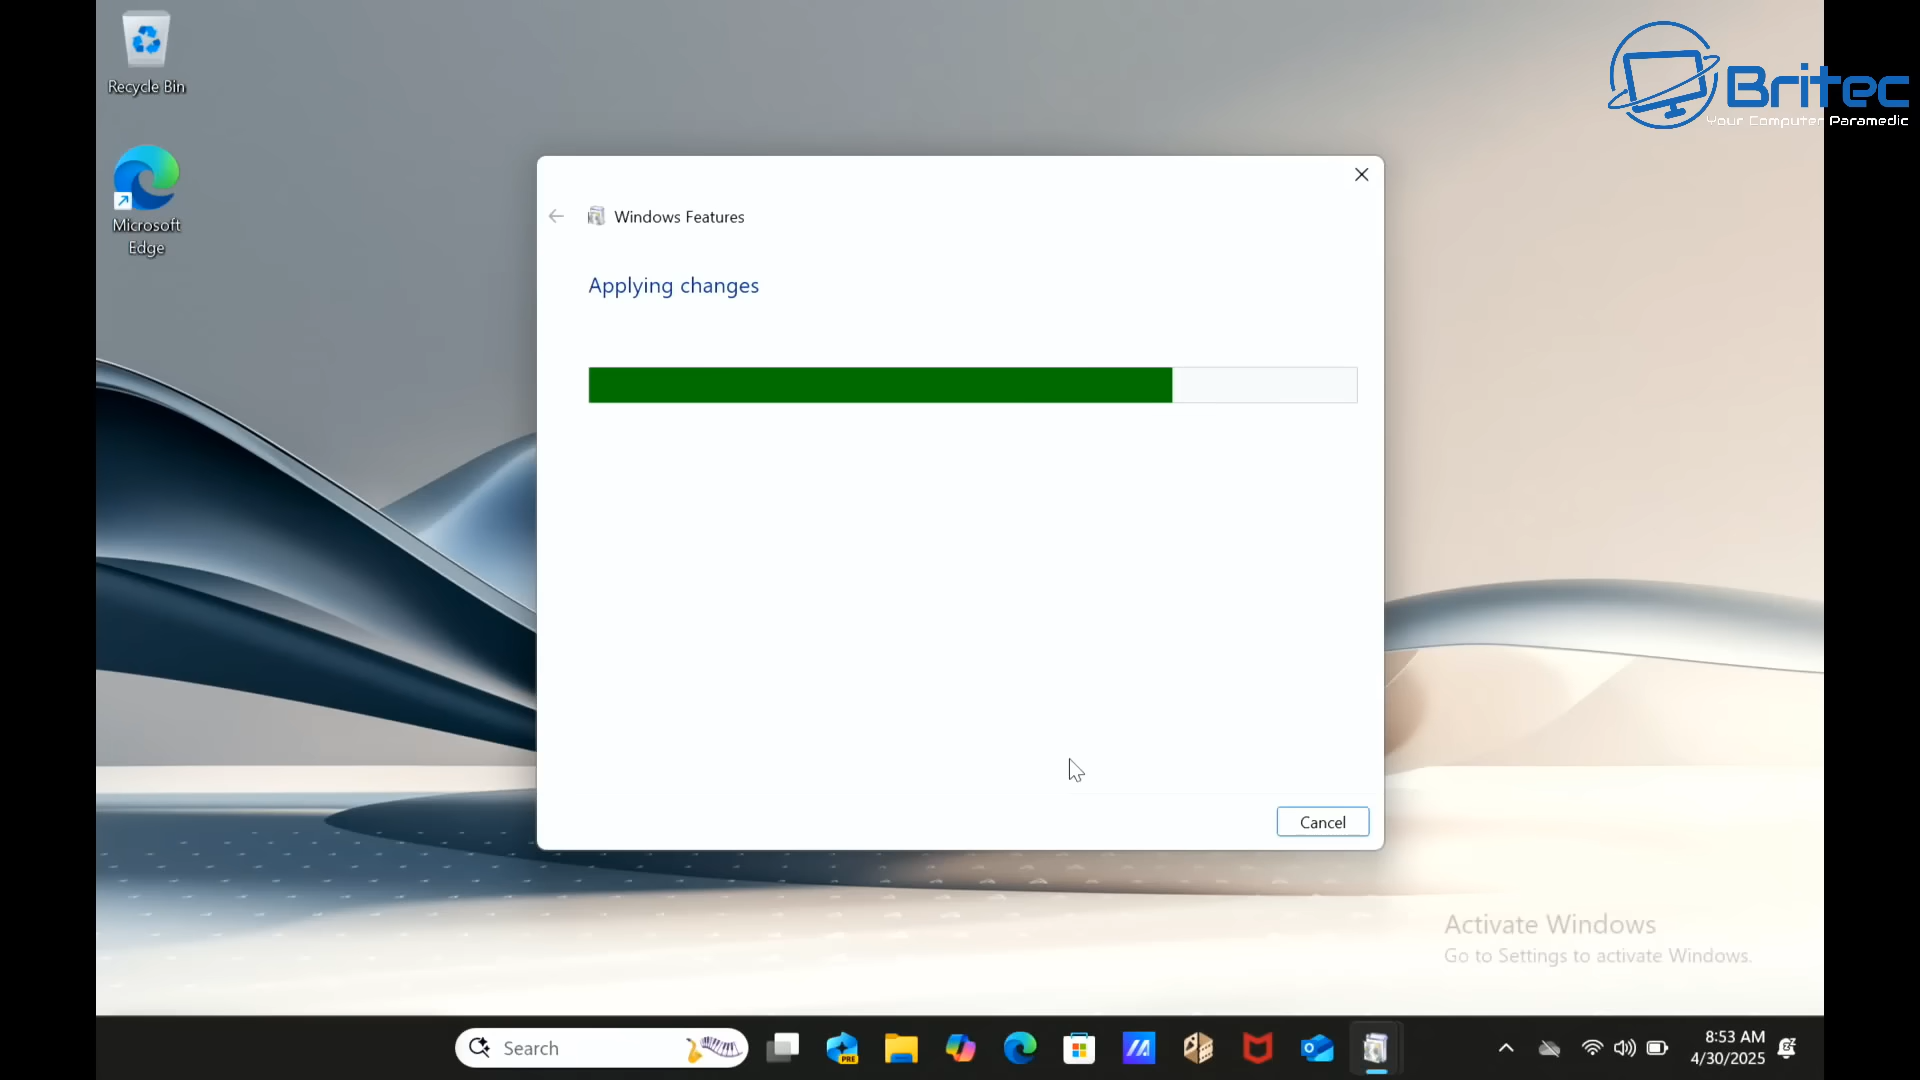 Recycle Bin
Microsoft
Edge
Britec
Your Computer Paramedic
Windows Features
Applying changes
Cancel
Activate Windows
Go to Settings to activate Windows.
Search
PRE
8:53 AM
4/30/2025